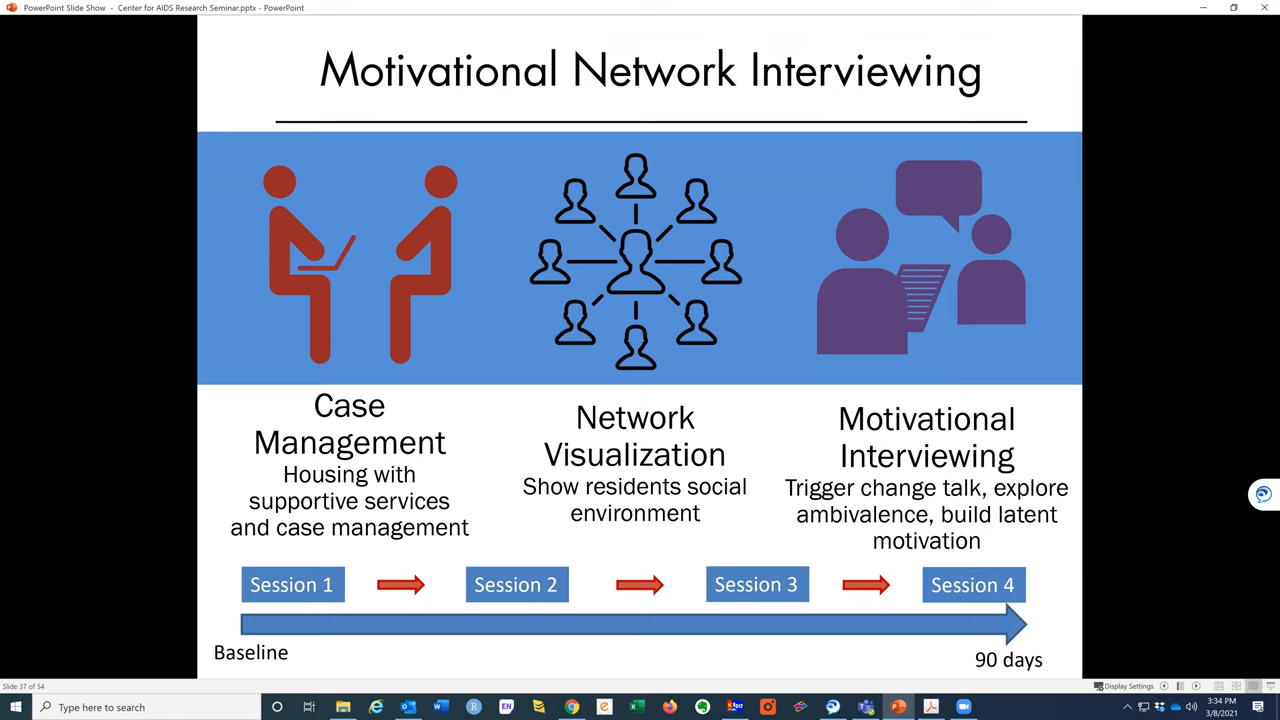 PowerPoint Slide Show - Center for AIDS Research Seminar.pptx - PowerPoint
Motivational Network Interviewing
Case
Management
Housing with
supportive services
and case management
Network
Visualization
Show residents social
environment
Motivational
Interviewing
Trigger change talk, explore
ambivalence, build latent
motivation
Session 1
Session 2
Session 3
Session 4
Baseline
90 days
Slide 37 of 54
Display Settings
Type here to search
EN
3:34 PM
3/8/2021